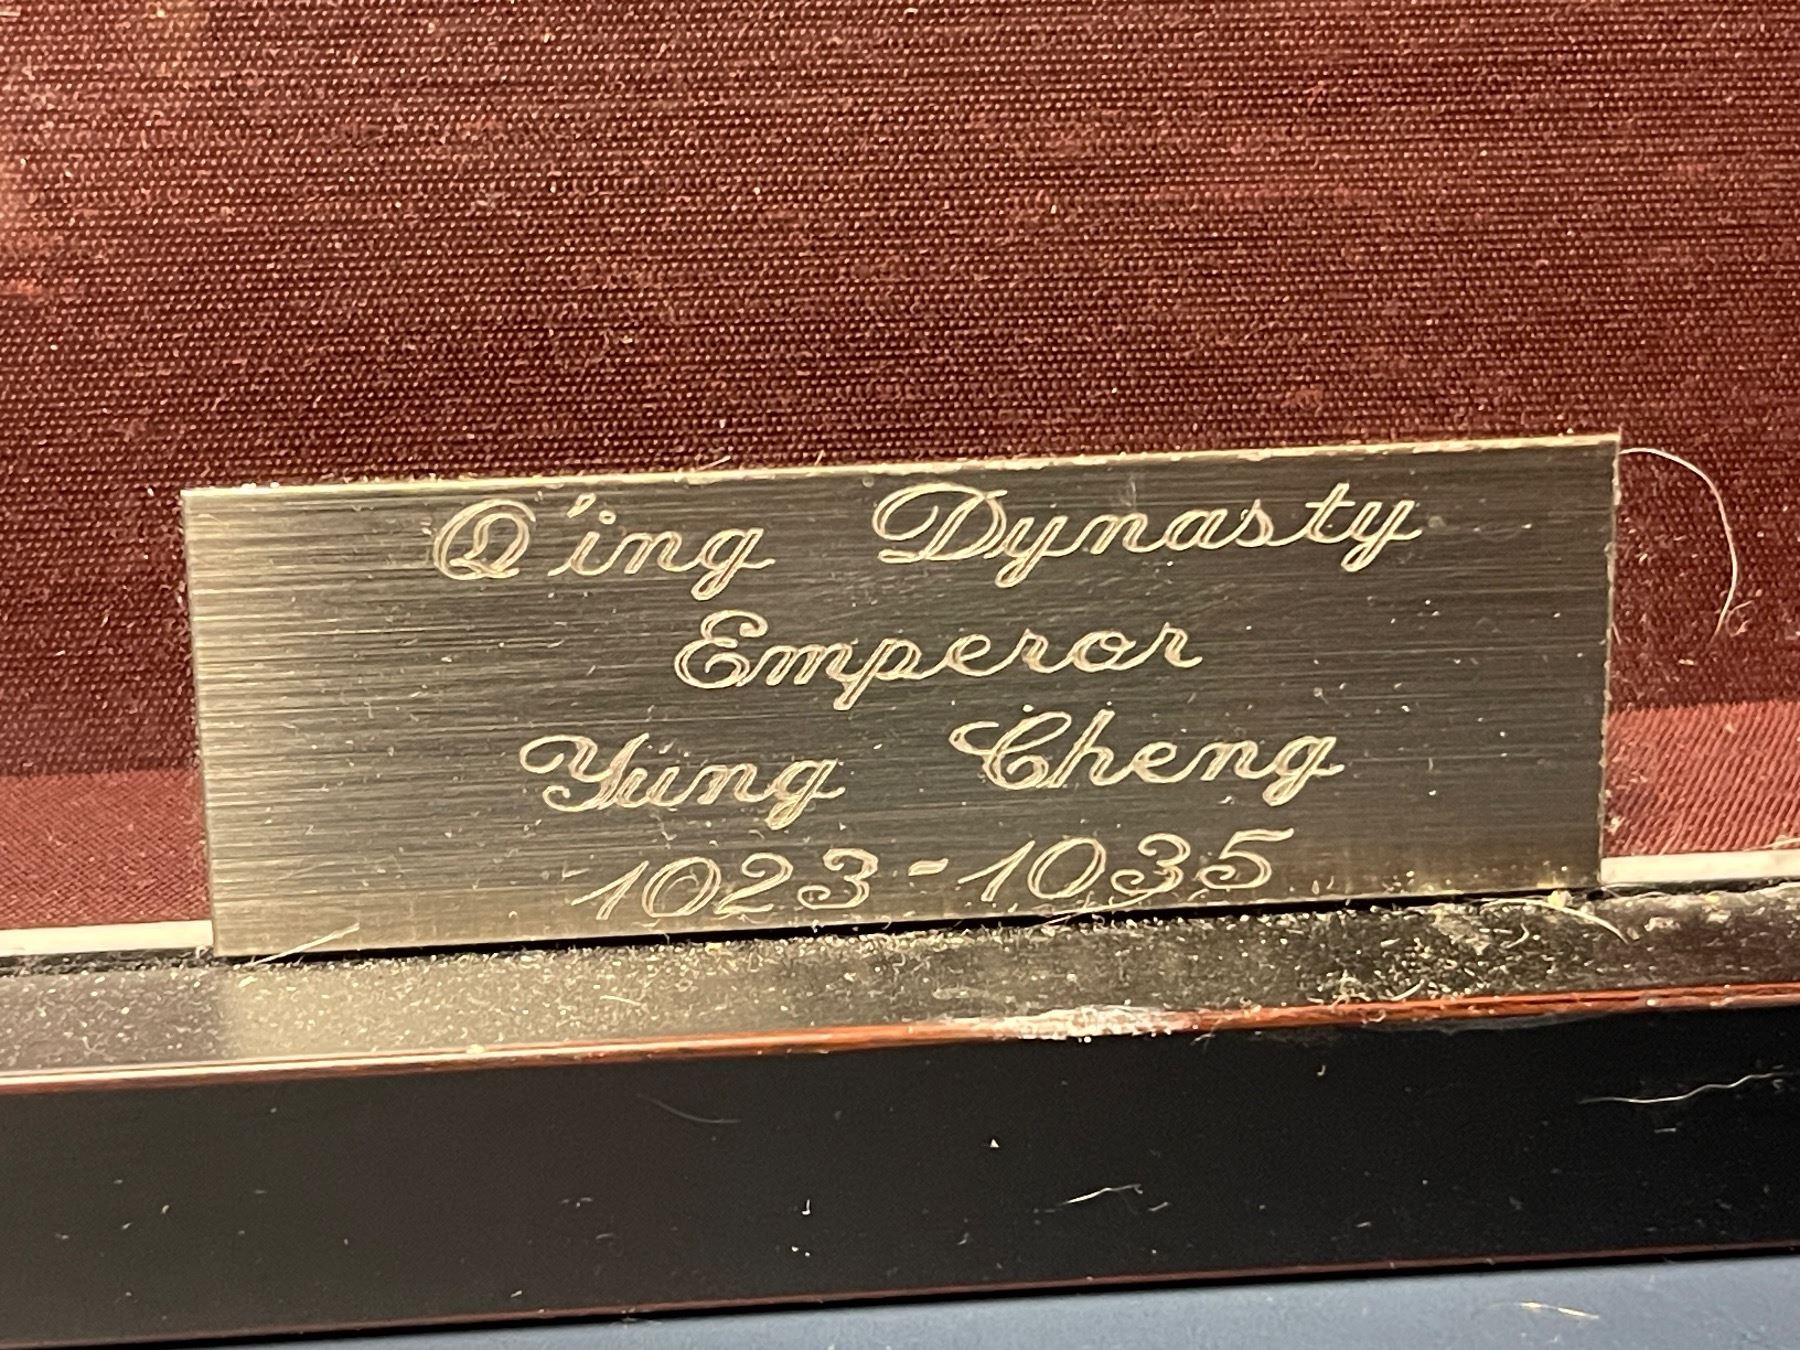 Q'ing Dynasty
Emperor
Yung Cheng
1023-1035